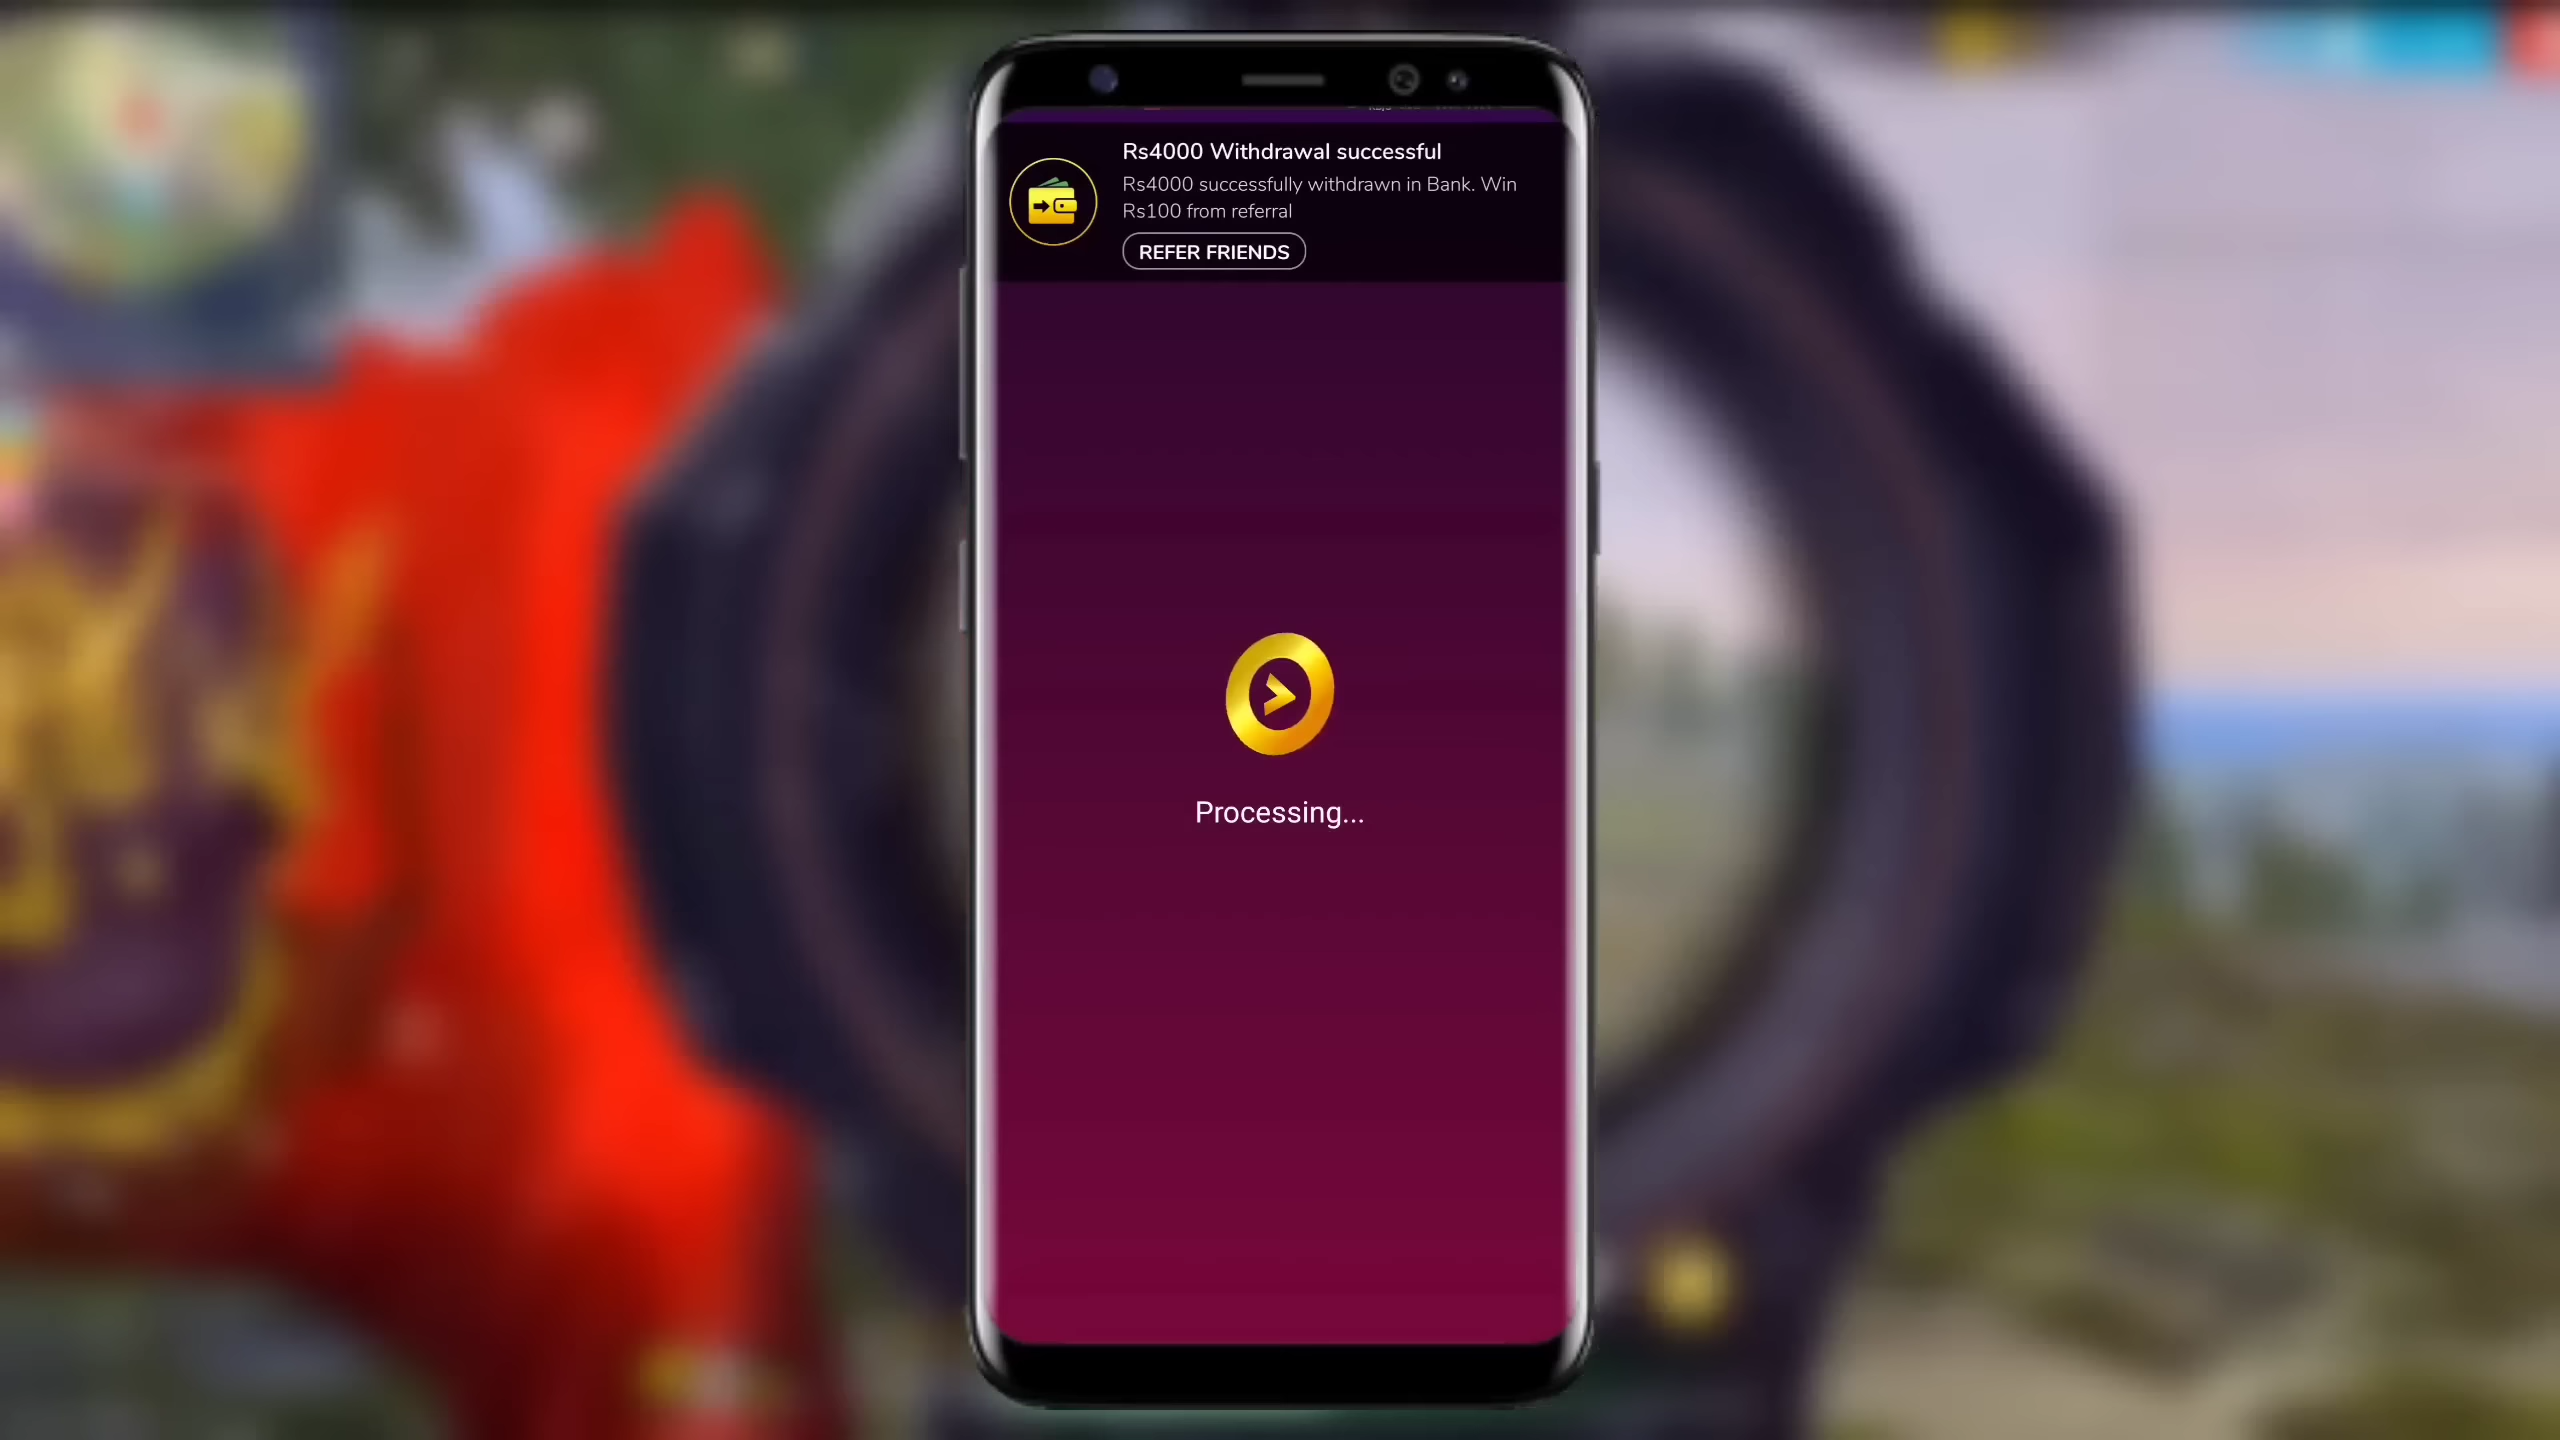 Rs4000 Withdrawal successful
Rs4000 successfully withdrawn in Bank. Win
Rs100 from referral
REFER FRIENDS
Processing...